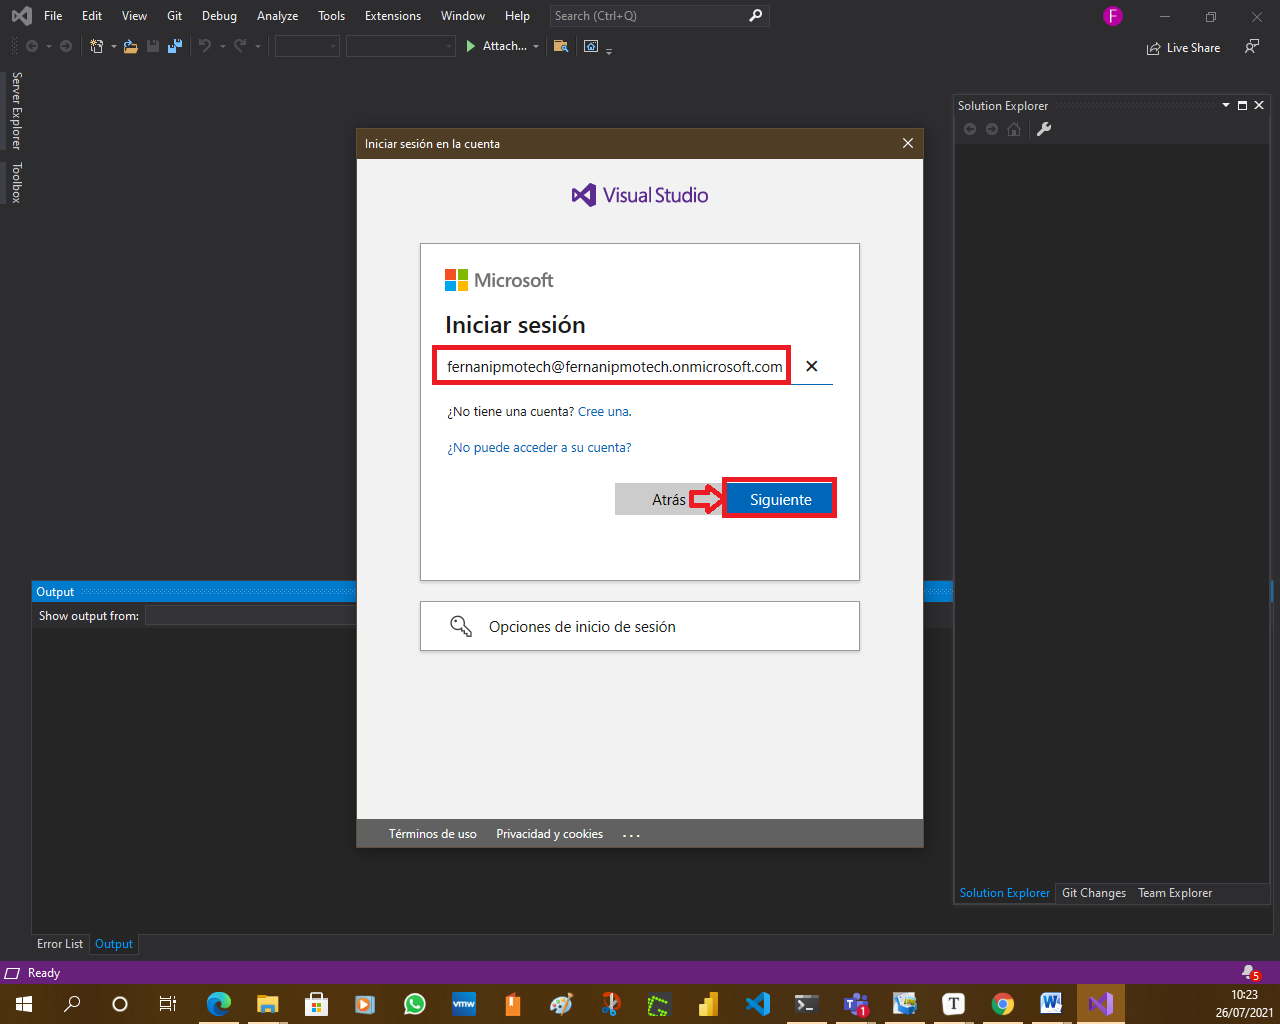 File Edit View Git Debug Analyze Tools Extensions Window Help Search (Ctrl+Q) F
Attach... Live Share
Server Explorer
Toolbox
Solution Explorer
Iniciar sesión en la cuenta
Visual Studio
Microsoft
Iniciar sesión
fernanipmotech@fernanipmotech.onmicrosoft.com
¿No tiene una cuenta? Cree una.
¿No puede acceder a su cuenta?
Atrás Siguiente
Output
Show output from:
Opciones de inicio de sesión
Términos de uso Privacidad y cookies ...
Solution Explorer Git Changes Team Explorer
Error List Output
Ready 5
vmw 1 T W
10:23
26/07/2021